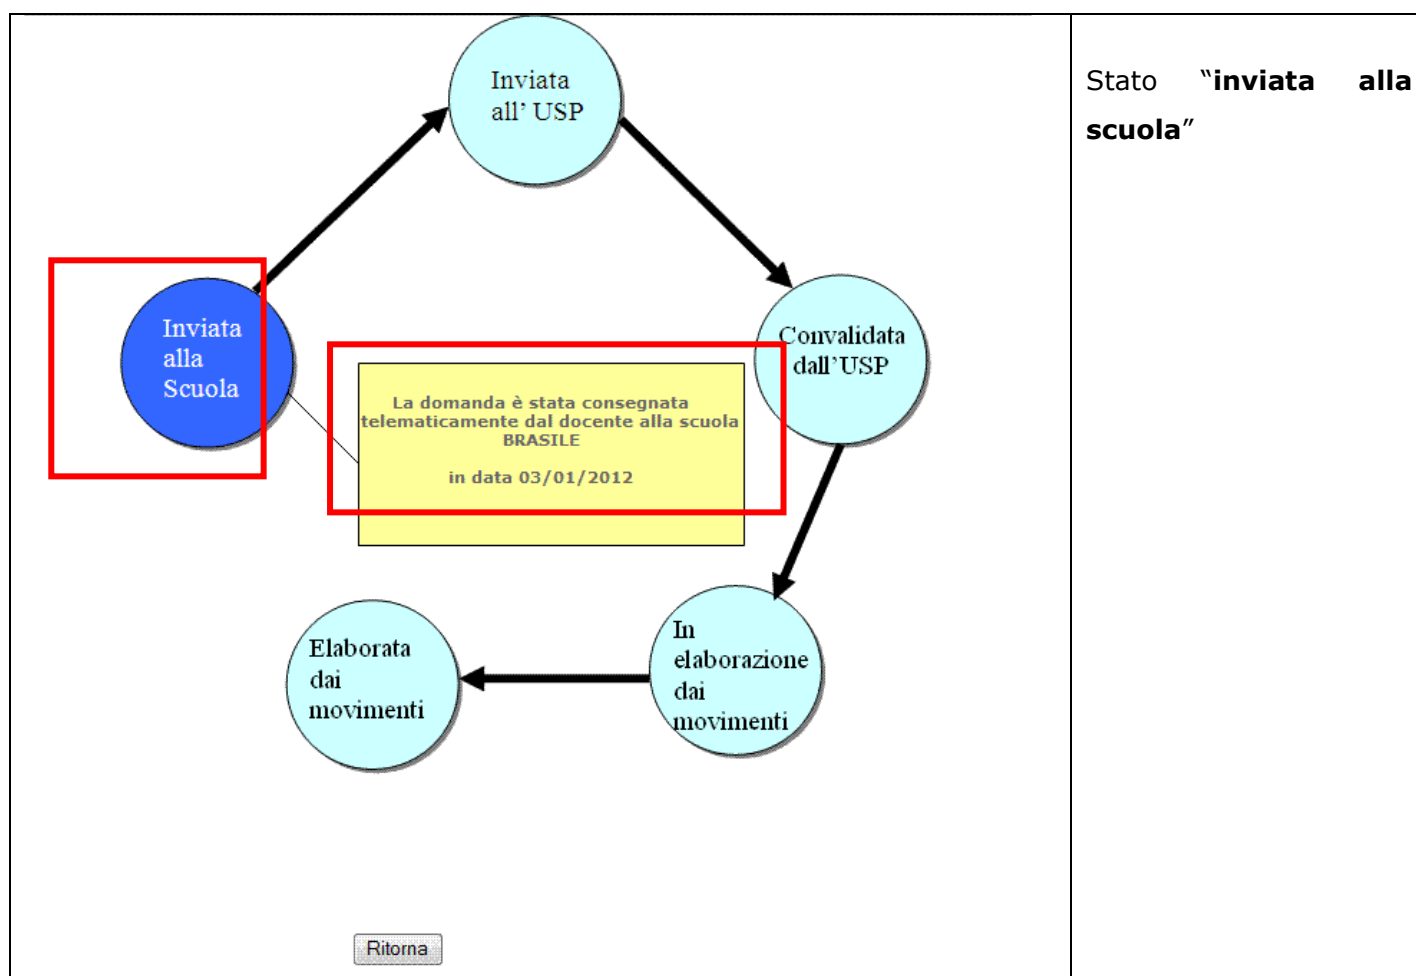 Inviata
all' USP
Stato "inviata alla
scuola"
Inviata
alla
Scuola
Convalidata
dall'USP
La domanda è stata consegnata
telematicamente dal docente alla scuola
BRASILE
in data 03/01/2012
In
elaborazione
dai
movimenti
Elaborata
dai
movimenti
Ritorna